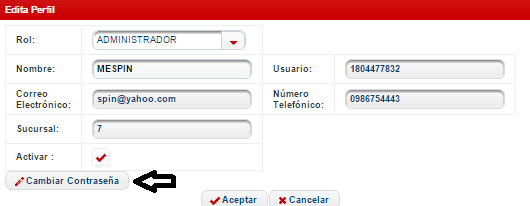 Edita Perfil
Rol: ADMINISTRADOR
Nombre: MESPIN Usuario: 1804477832
Correo Electrónico: spin@yahoo.com Número Telefónico: 0986754443
Sucursal: 7
Activar :
Cambiar Contraseña
Aceptar Cancelar